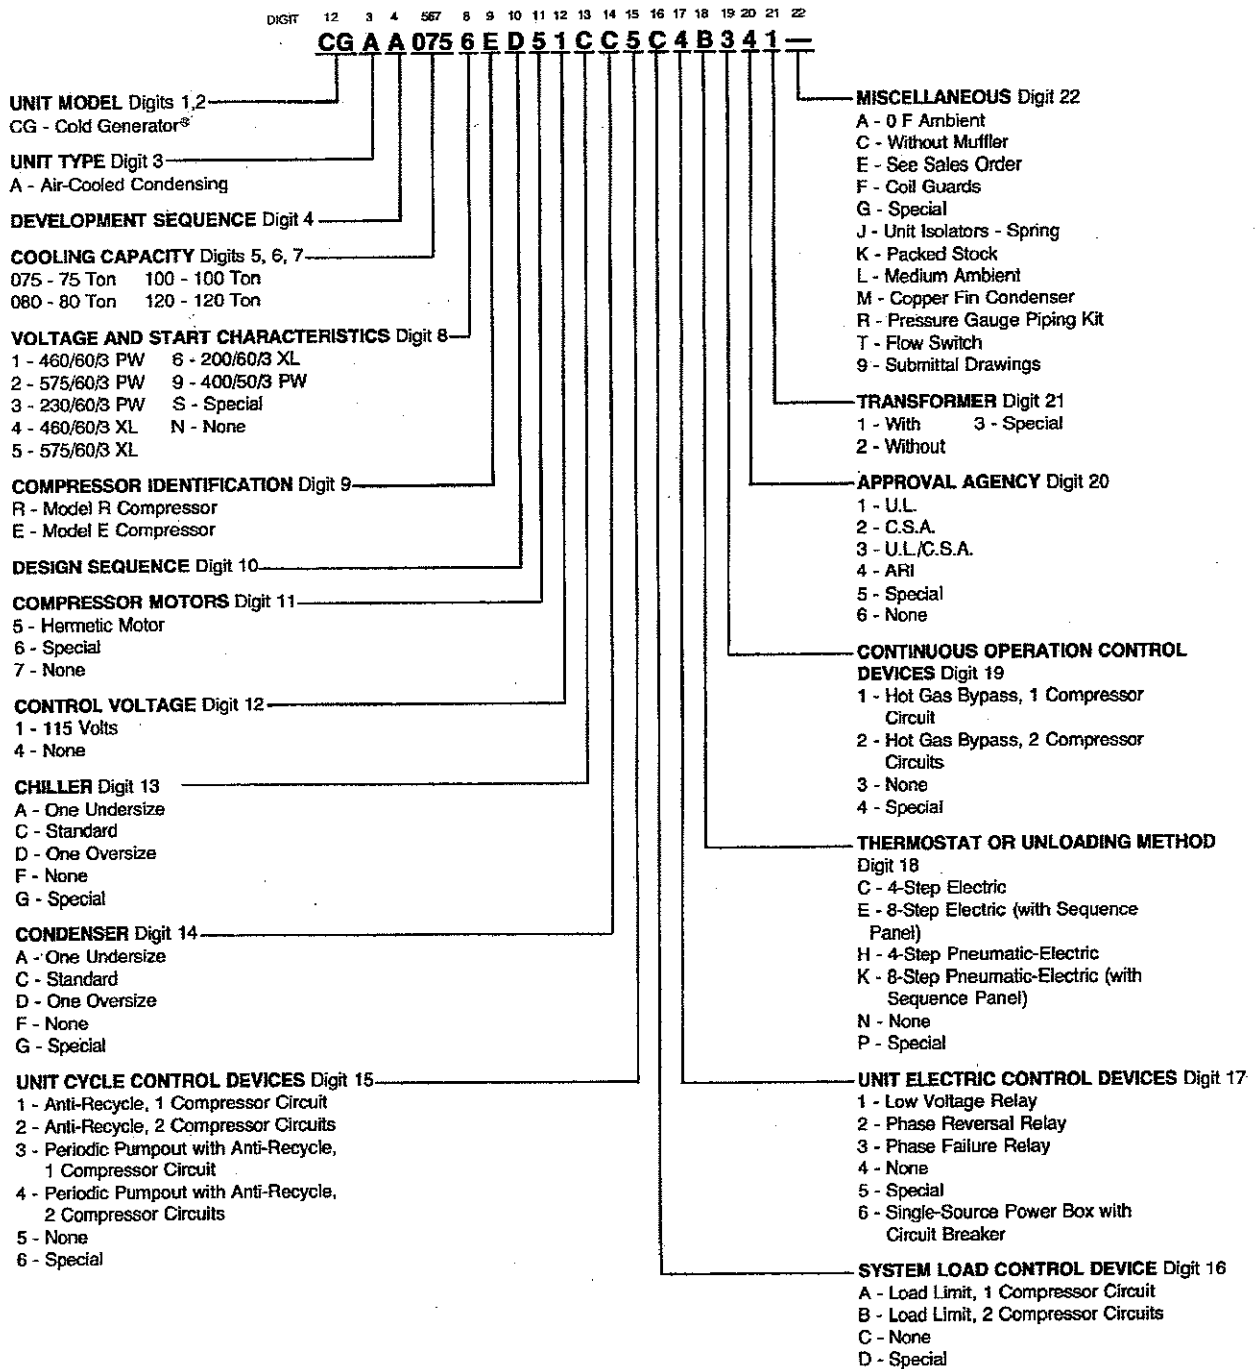 DIGIT 12 3 4 567 8 9 10 11 12 13 14 15 16 17 18 19 20 21 22
CG A A 075 6 E D 5 1 C C 5 C 4 B 3 4 1 —
UNIT MODEL Digits 1,2
CG - Cold Generator®
UNIT TYPE Digit 3
A - Air-Cooled Condensing
DEVELOPMENT SEQUENCE Digit 4
COOLING CAPACITY Digits 5, 6, 7
075 - 75 Ton 100 - 100 Ton
080 - 80 Ton 120 - 120 Ton
VOLTAGE AND START CHARACTERISTICS Digit 8
1 - 460/60/3 PW 6 - 200/60/3 XL
2 - 575/60/3 PW 9 - 400/50/3 PW
3 - 230/60/3 PW S - Special
4 - 460/60/3 XL N - None
5 - 575/60/3 XL
COMPRESSOR IDENTIFICATION Digit 9
R - Model R Compressor
E - Model E Compressor
DESIGN SEQUENCE Digit 10
COMPRESSOR MOTORS Digit 11
5 - Hermetic Motor
6 - Special
7 - None
CONTROL VOLTAGE Digit 12
1 - 115 Volts
4 - None
CHILLER Digit 13
A - One Undersize
C - Standard
D - One Oversize
F - None
G - Special
CONDENSER Digit 14
A - One Undersize
C - Standard
D - One Oversize
F - None
G - Special
UNIT CYCLE CONTROL DEVICES Digit 15
1 - Anti-Recycle, 1 Compressor Circuit
2 - Anti-Recycle, 2 Compressor Circuits
3 - Periodic Pumpout with Anti-Recycle,
1 Compressor Circuit
4 - Periodic Pumpout with Anti-Recycle,
2 Compressor Circuits
5 - None
6 - Special
MISCELLANEOUS Digit 22
A - 0 F Ambient
C - Without Muffler
E - See Sales Order
F - Coil Guards
G - Special
J - Unit Isolators - Spring
K - Packed Stock
L - Medium Ambient
M - Copper Fin Condenser
R - Pressure Gauge Piping Kit
T - Flow Switch
9 - Submittal Drawings
TRANSFORMER Digit 21
1 - With 3 - Special
2 - Without
APPROVAL AGENCY Digit 20
1 - U.L.
2 - C.S.A.
3 - U.L./C.S.A.
4 - ARI
5 - Special
6 - None
CONTINUOUS OPERATION CONTROL
DEVICES Digit 19
1 - Hot Gas Bypass, 1 Compressor
Circuit
2 - Hot Gas Bypass, 2 Compressor
Circuits
3 - None
4 - Special
THERMOSTAT OR UNLOADING METHOD
Digit 18
C - 4-Step Electric
E - 8-Step Electric (with Sequence
Panel)
H - 4-Step Pneumatic-Electric
K - 8-Step Pneumatic-Electric (with
Sequence Panel)
N - None
P - Special
UNIT ELECTRIC CONTROL DEVICES Digit 17
1 - Low Voltage Relay
2 - Phase Reversal Relay
3 - Phase Failure Relay
4 - None
5 - Special
6 - Single-Source Power Box with
Circuit Breaker
SYSTEM LOAD CONTROL DEVICE Digit 16
A - Load Limit, 1 Compressor Circuit
B - Load Limit, 2 Compressor Circuits
C - None
D - Special